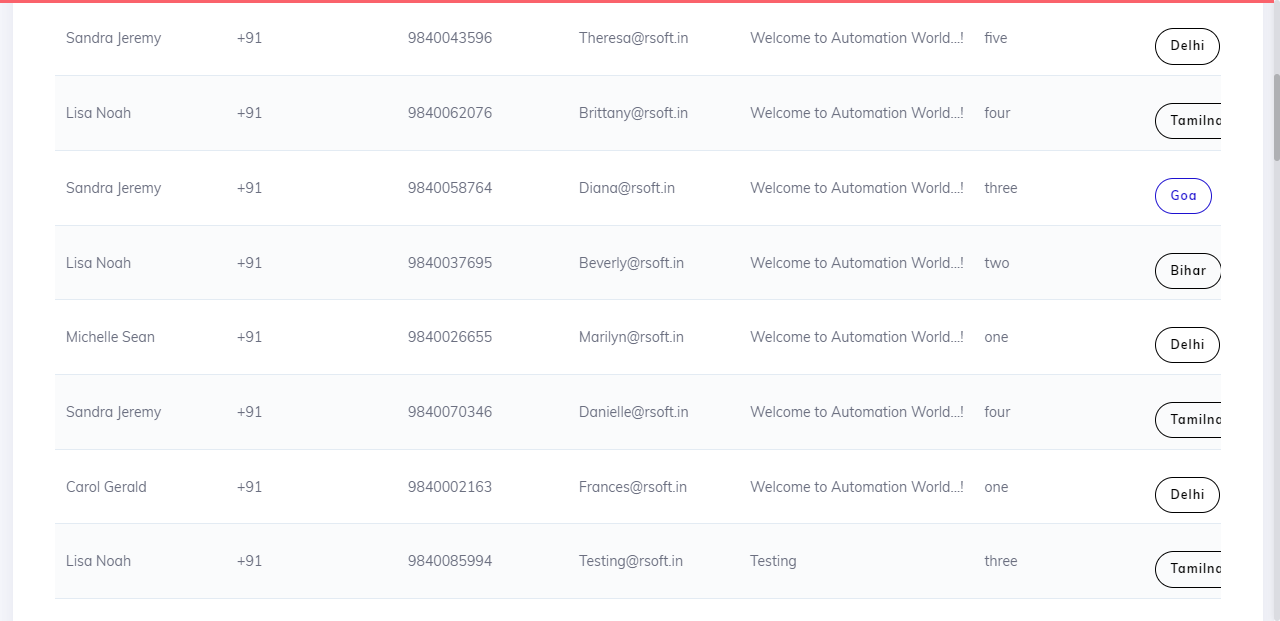 Sandra Jeremy +91 9840043596 Theresa@rsoft.in Welcome to Automation World...! five Delhi
Lisa Noah +91 9840062076 Brittany@rsoft.in Welcome to Automation World...! four
Sandra Jeremy +91 9840058764 Diana@rsoft.in Welcome to Automation World...! three Goa
Lisa Noah +91 9840037695 Beverly@rsoft.in Welcome to Automation World...! two Bihar
Michelle Sean +91 9840026655 Marilyn@rsoft.in Welcome to Automation World...! one Delhi
Sandra Jeremy +91 9840070346 Danielle@rsoft.in Welcome to Automation World...! four
Carol Gerald +91 9840002163 Frances@rsoft.in Welcome to Automation World...! one Delhi
Lisa Noah +91 9840085994 Testing@rsoft.in Testing three